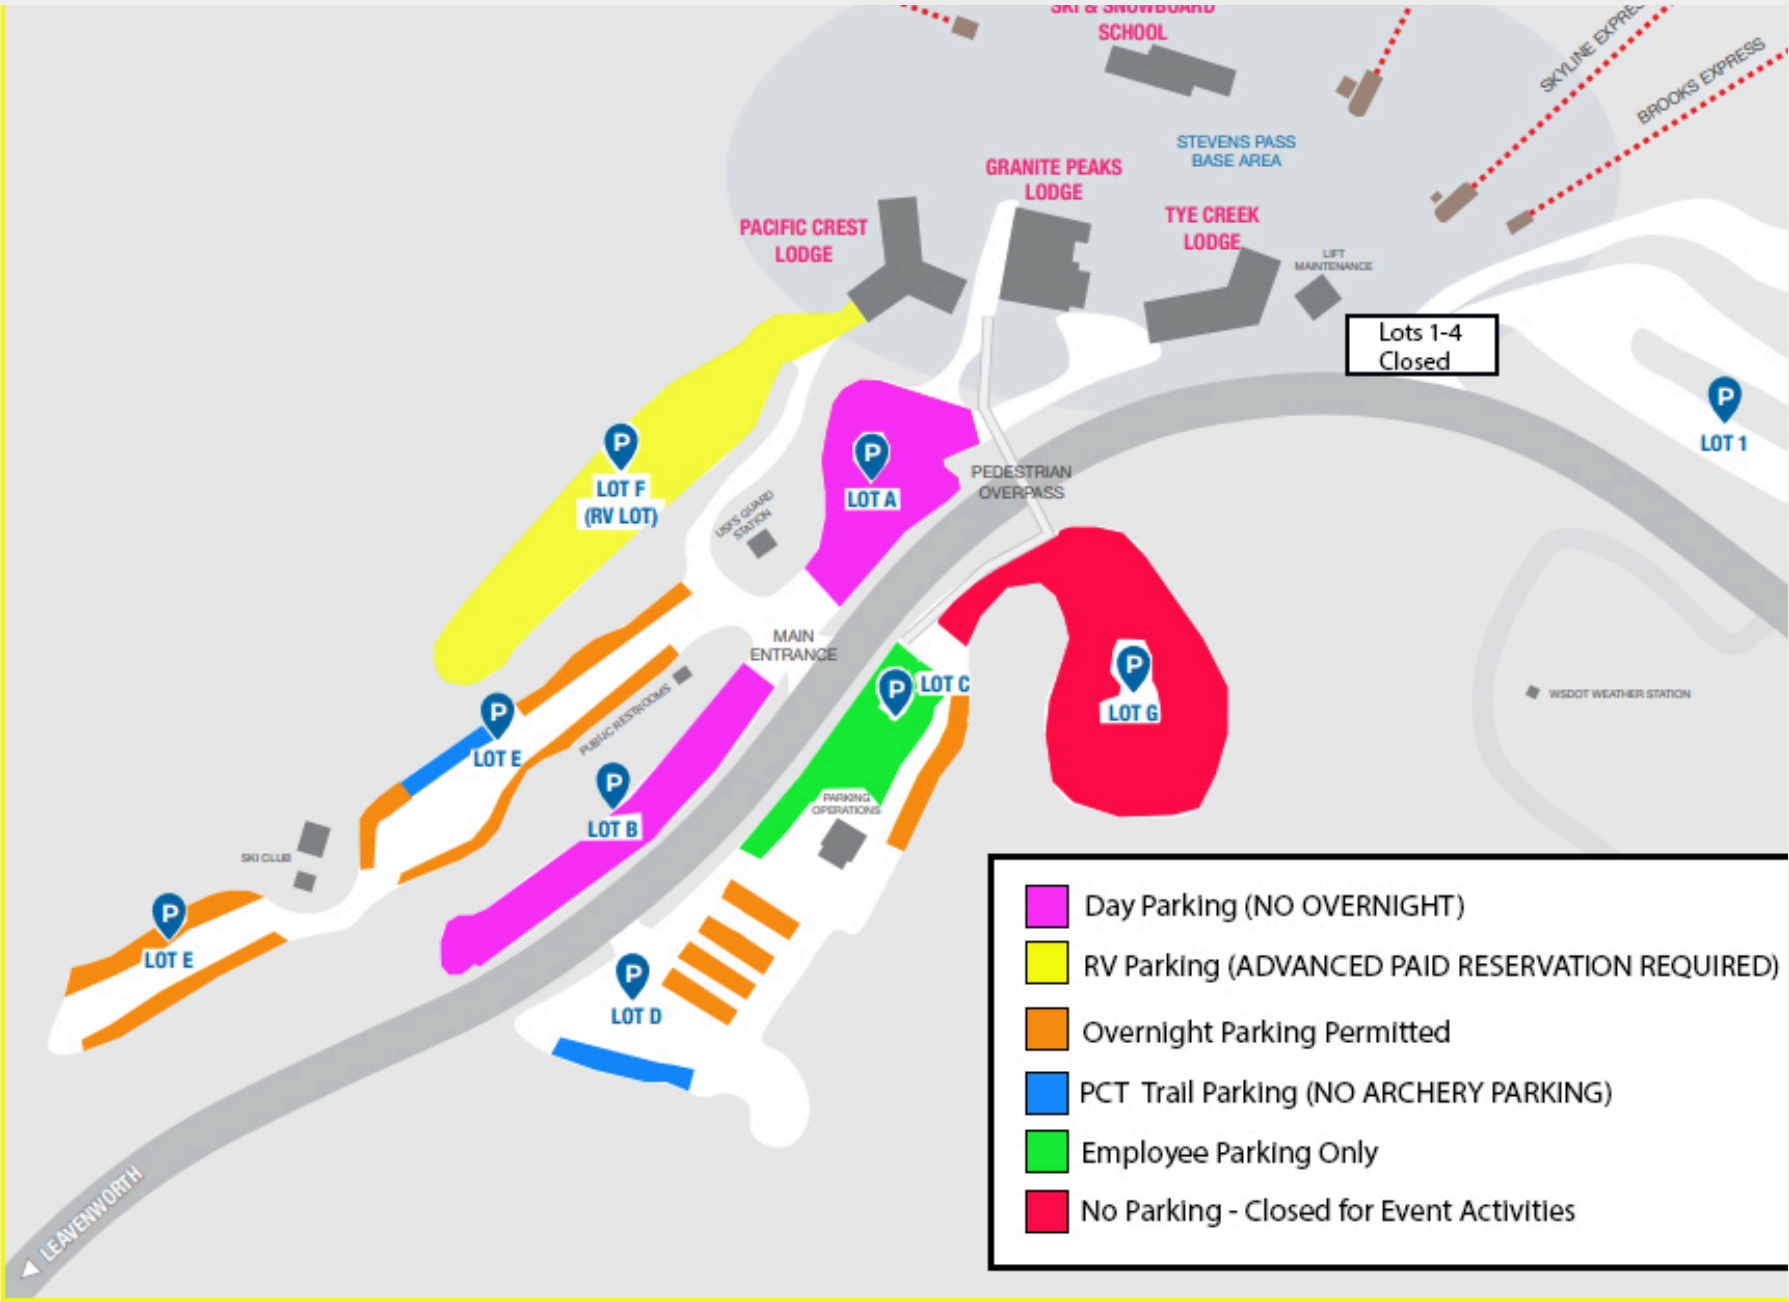 SKI & SNOWBOARD
SCHOOL
SKYLINE EXPRESS
BROOKS EXPRESS
STEVENS PASS
BASE AREA
GRANITE PEAKS
LODGE
TYE CREEK
LODGE
PACIFIC CREST
LODGE
LIFT
MAINTENANCE
Lots 1-4
Closed
P
LOT 1
P
LOT F
(RV LOT)
P
LOT A
PEDESTRIAN
OVERPASS
USFS GUARD
STATION
MAIN
ENTRANCE
P
LOT C
P
LOT G
WSDOT WEATHER STATION
PUBLIC RESTROOMS
P
LOT E
P
LOT B
PARKING
OPERATIONS
SKI CLUB
P
LOT E
P
LOT D
LEAVENWORTH
Day Parking (NO OVERNIGHT)
RV Parking (ADVANCED PAID RESERVATION REQUIRED)
Overnight Parking Permitted
PCT Trail Parking (NO ARCHERY PARKING)
Employee Parking Only
No Parking - Closed for Event Activities